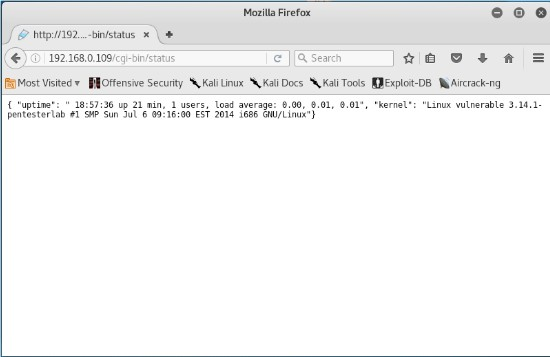 Mozilla Firefox
http://192....-bin/status
192.168.0.109/cgi-bin/status
Search
Most Visited
Offensive Security
Kali Linux
Kali Docs
Kali Tools
Exploit-DB
Aircrack-ng
{ "uptime": " 18:57:36 up 21 min, 1 users, load average: 0.00, 0.01, 0.01", "kernel": "Linux vulnerable 3.14.1-
pentesterlab #1 SMP Sun Jul 6 09:16:00 EST 2014 i686 GNU/Linux"}